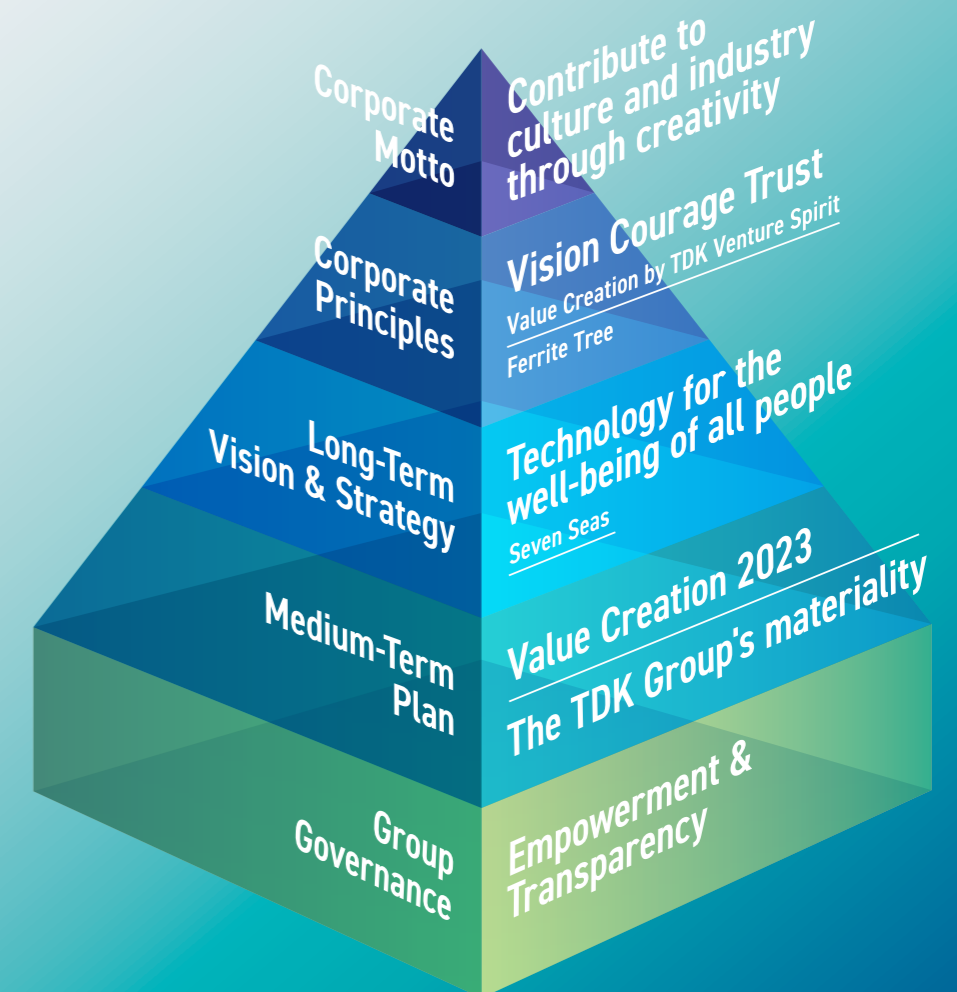 Corporate
Motto
Contribute to
culture and industry
through creativity
Corporate
Principles
Vision Courage Trust
Value Creation by TDK Venture Spirit
Ferrite Tree
Long-Term
Vision & Strategy
Technology for the
well-being of all people
Seven Seas
Medium-Term
Plan
Value Creation 2023
The TDK Group's materiality
Group
Governance
Empowerment &
Transparency